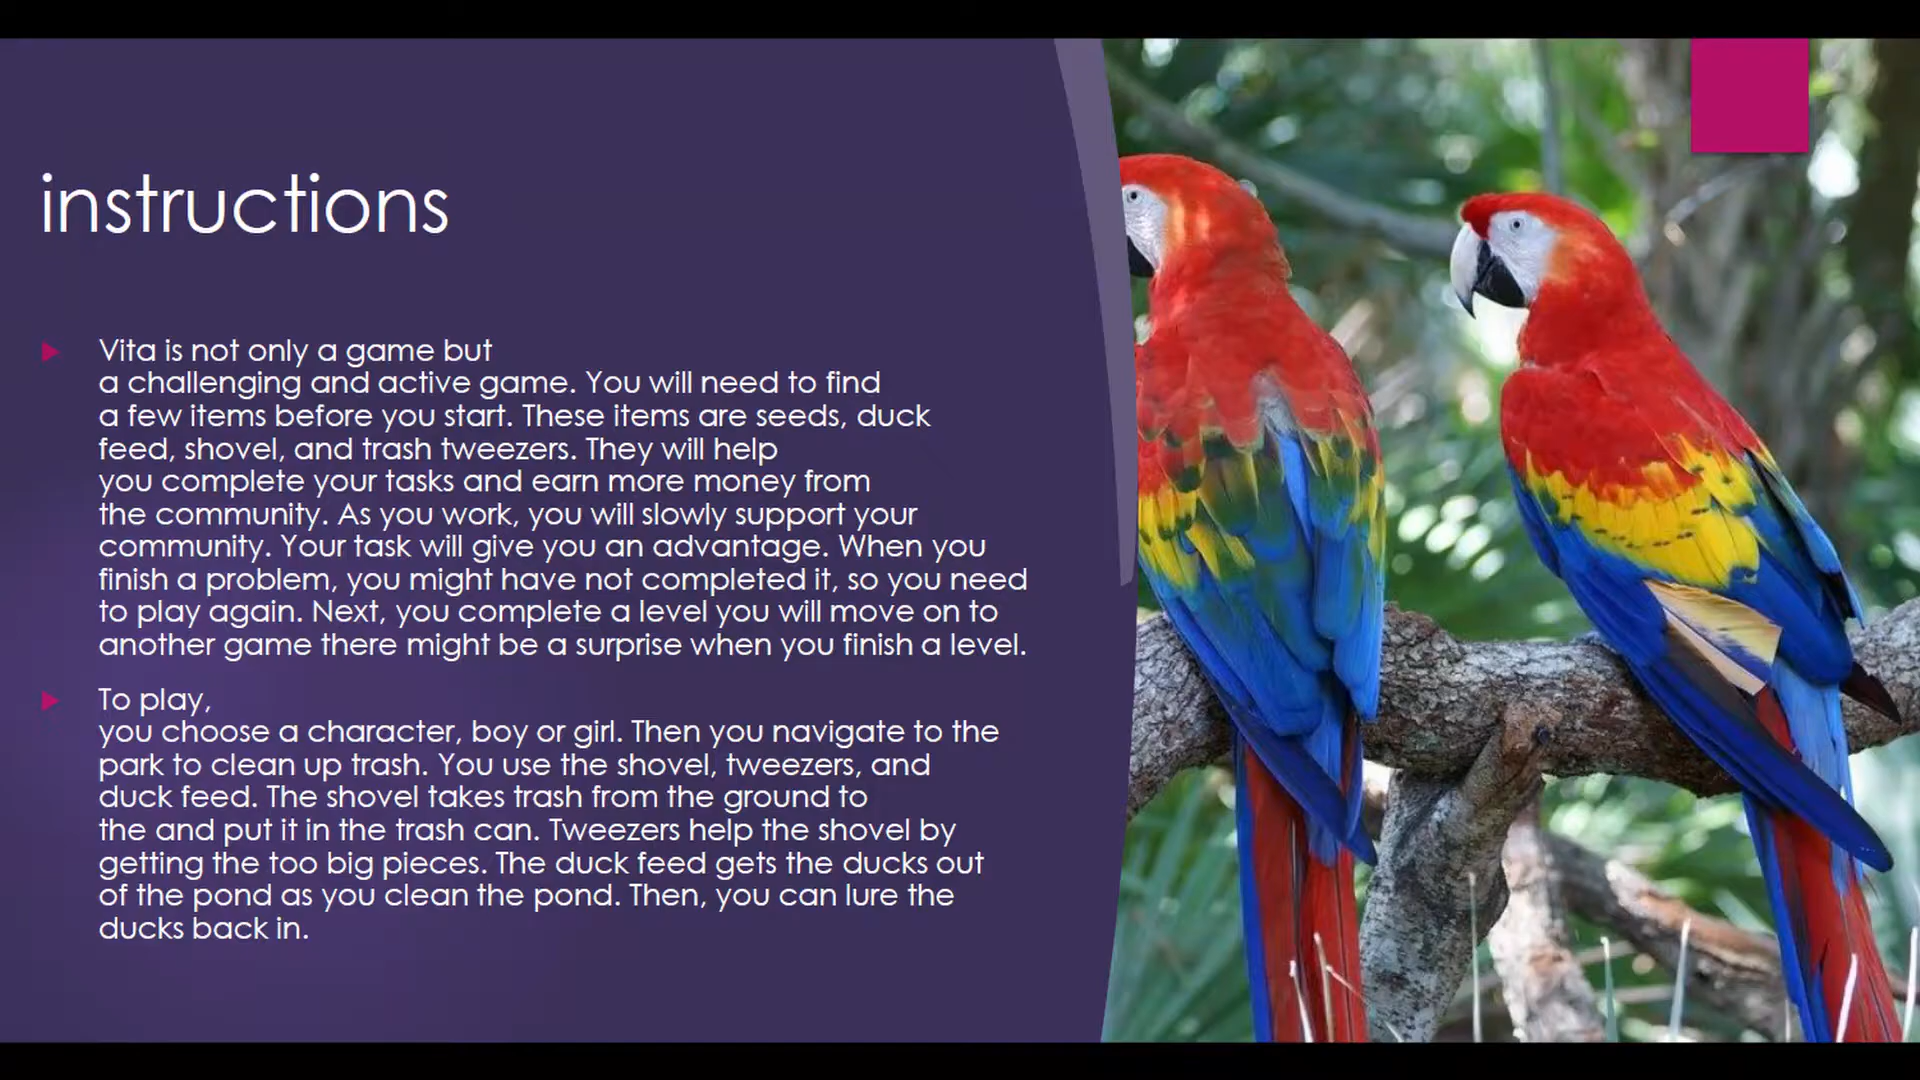 instructions
Vita is not only a game but
a challenging and active game. You will need to find
a few items before you start. These items are seeds, duck
feed, shovel, and trash tweezers. They will help
you complete your tasks and earn more money from
the community. As you work, you will slowly support your
community. Your task will give you an advantage. When you
finish a problem, you might have not completed it, so you need
to play again. Next, you complete a level you will move on to
another game there might be a surprise when you finish a level.
To play,
you choose a character, boy or girl. Then you navigate to the
park to clean up trash. You use the shovel, tweezers, and
duck feed. The shovel takes trash from the ground to
the and put it in the trash can. Tweezers help the shovel by
getting the too big pieces. The duck feed gets the ducks out
of the pond as you clean the pond. Then, you can lure the
ducks back in.